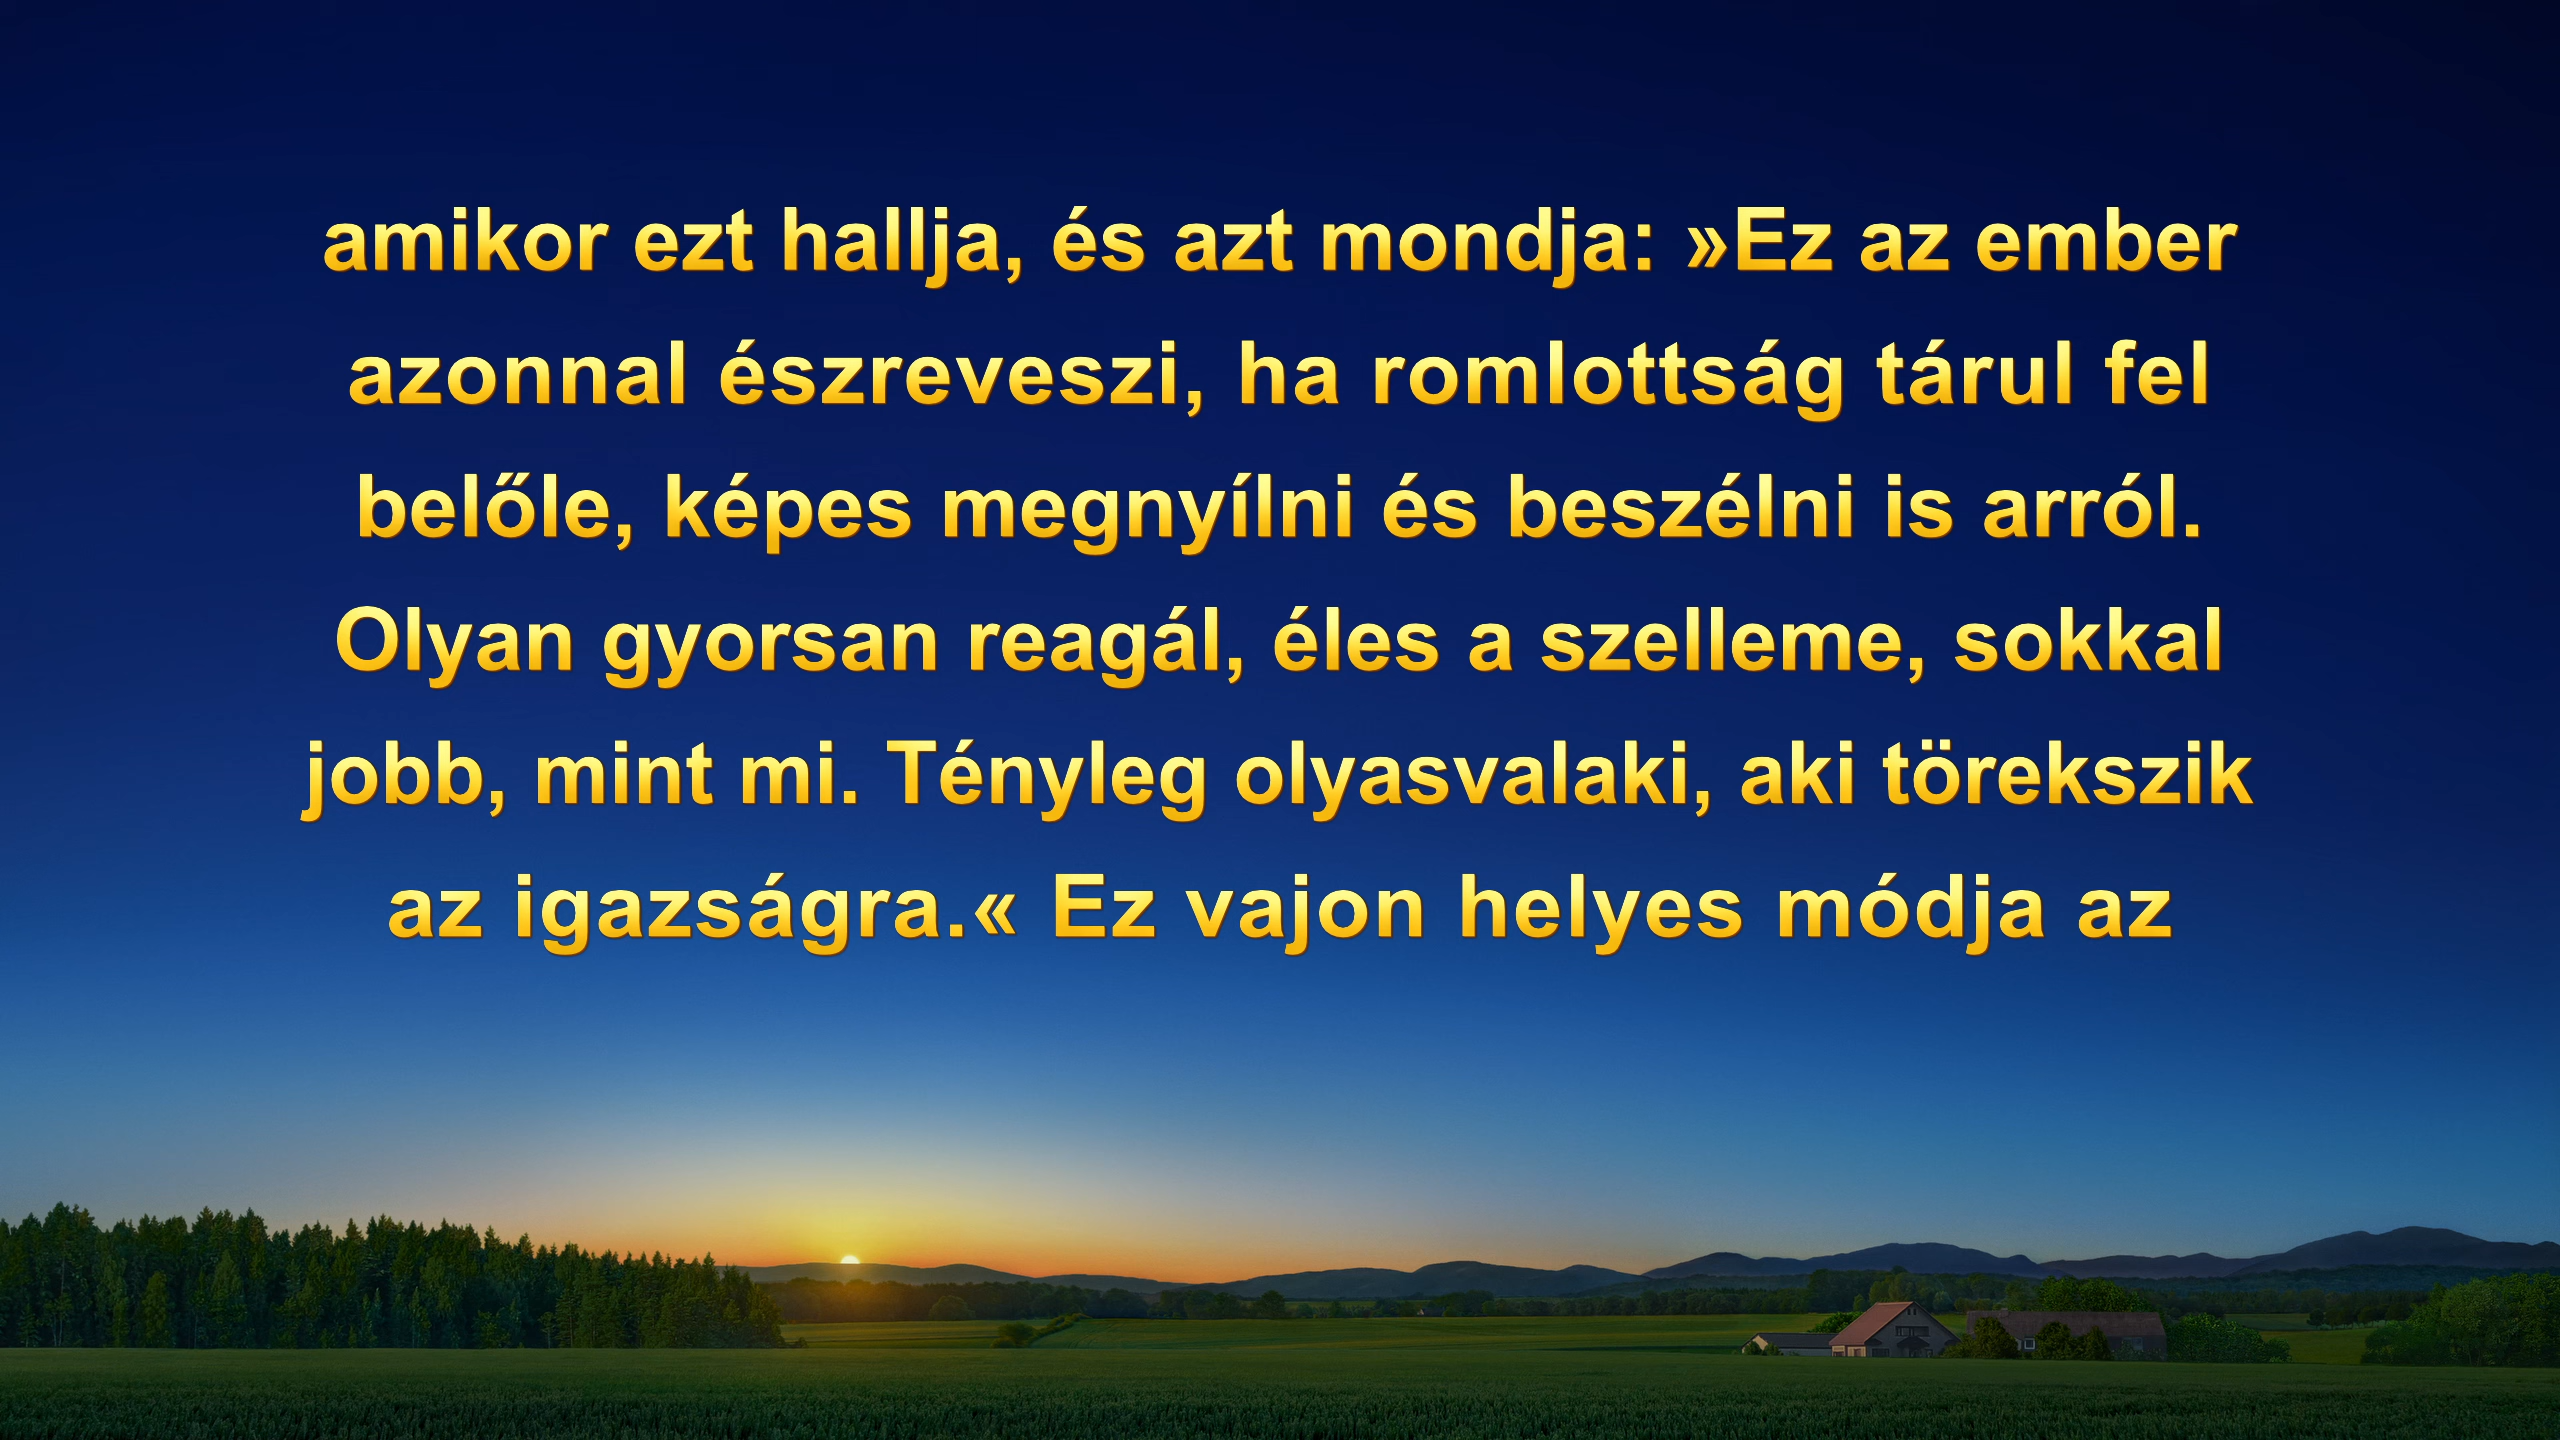 amikor ezt hallja, és azt mondja: »Ez az ember
azonnal észreveszi, ha romlottság tárul fel
belőle, képes megnyílni és beszélni is arról.
Olyan gyorsan reagál, éles a szelleme, sokkal
jobb, mint mi. Tényleg olyasvalaki, aki törekszik
az igazságra.« Ez vajon helyes módja az